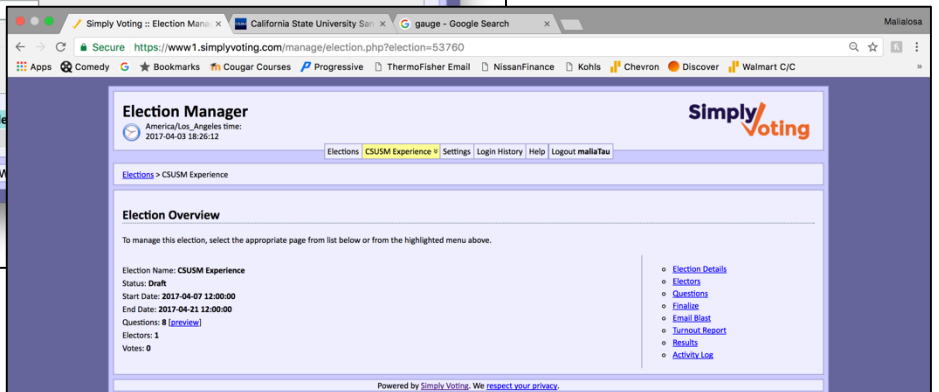 Simply Voting :: Election Mana
California State University San
gauge - Google Search
Malialosa
Secure https://www1.simplyvoting.com/manage/election.php?election=53760
Apps Comedy Bookmarks Cougar Courses Progressive ThermoFisher Email NissanFinance Kohls Chevron Discover Walmart C/C
Election Manager
America/Los_Angeles time:
2017-04-03 18:26:12
Simply Voting
Elections CSUSM Experience Settings Login History Help Logout maliaTau
Elections > CSUSM Experience
Election Overview
To manage this election, select the appropriate page from list below or from the highlighted menu above.
Election Name: CSUSM Experience
Status: Draft
Start Date: 2017-04-07 12:00:00
End Date: 2017-04-21 12:00:00
Questions: 8 [preview]
Electors: 1
Votes: 0
Election Details
Electors
Questions
Finalize
Email Blast
Turnout Report
Results
Activity Log
Powered by Simply Voting. We respect your privacy.